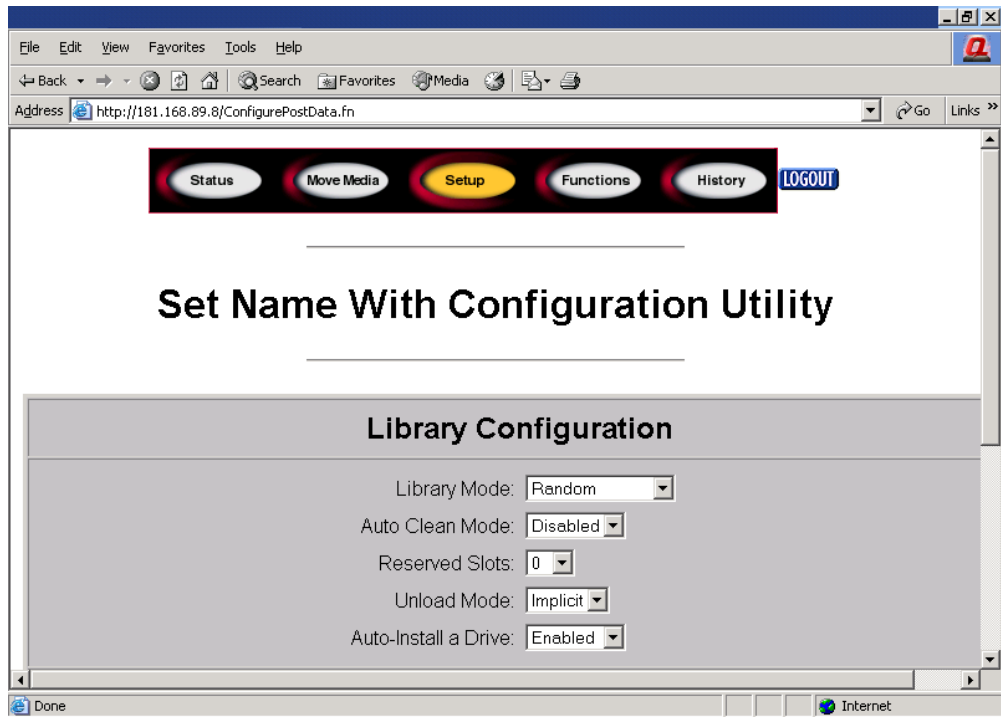 File Edit View Favorites Tools Help
Back Search Favorites Media
Address http://181.168.89.8/ConfigurePostData.fn Go Links »
Status Move Media Setup Functions History LOGOUT
Set Name With Configuration Utility
Library Configuration
Library Mode: Random
Auto Clean Mode: Disabled
Reserved Slots: 0
Unload Mode: Implicit
Auto-Install a Drive: Enabled
Done Internet